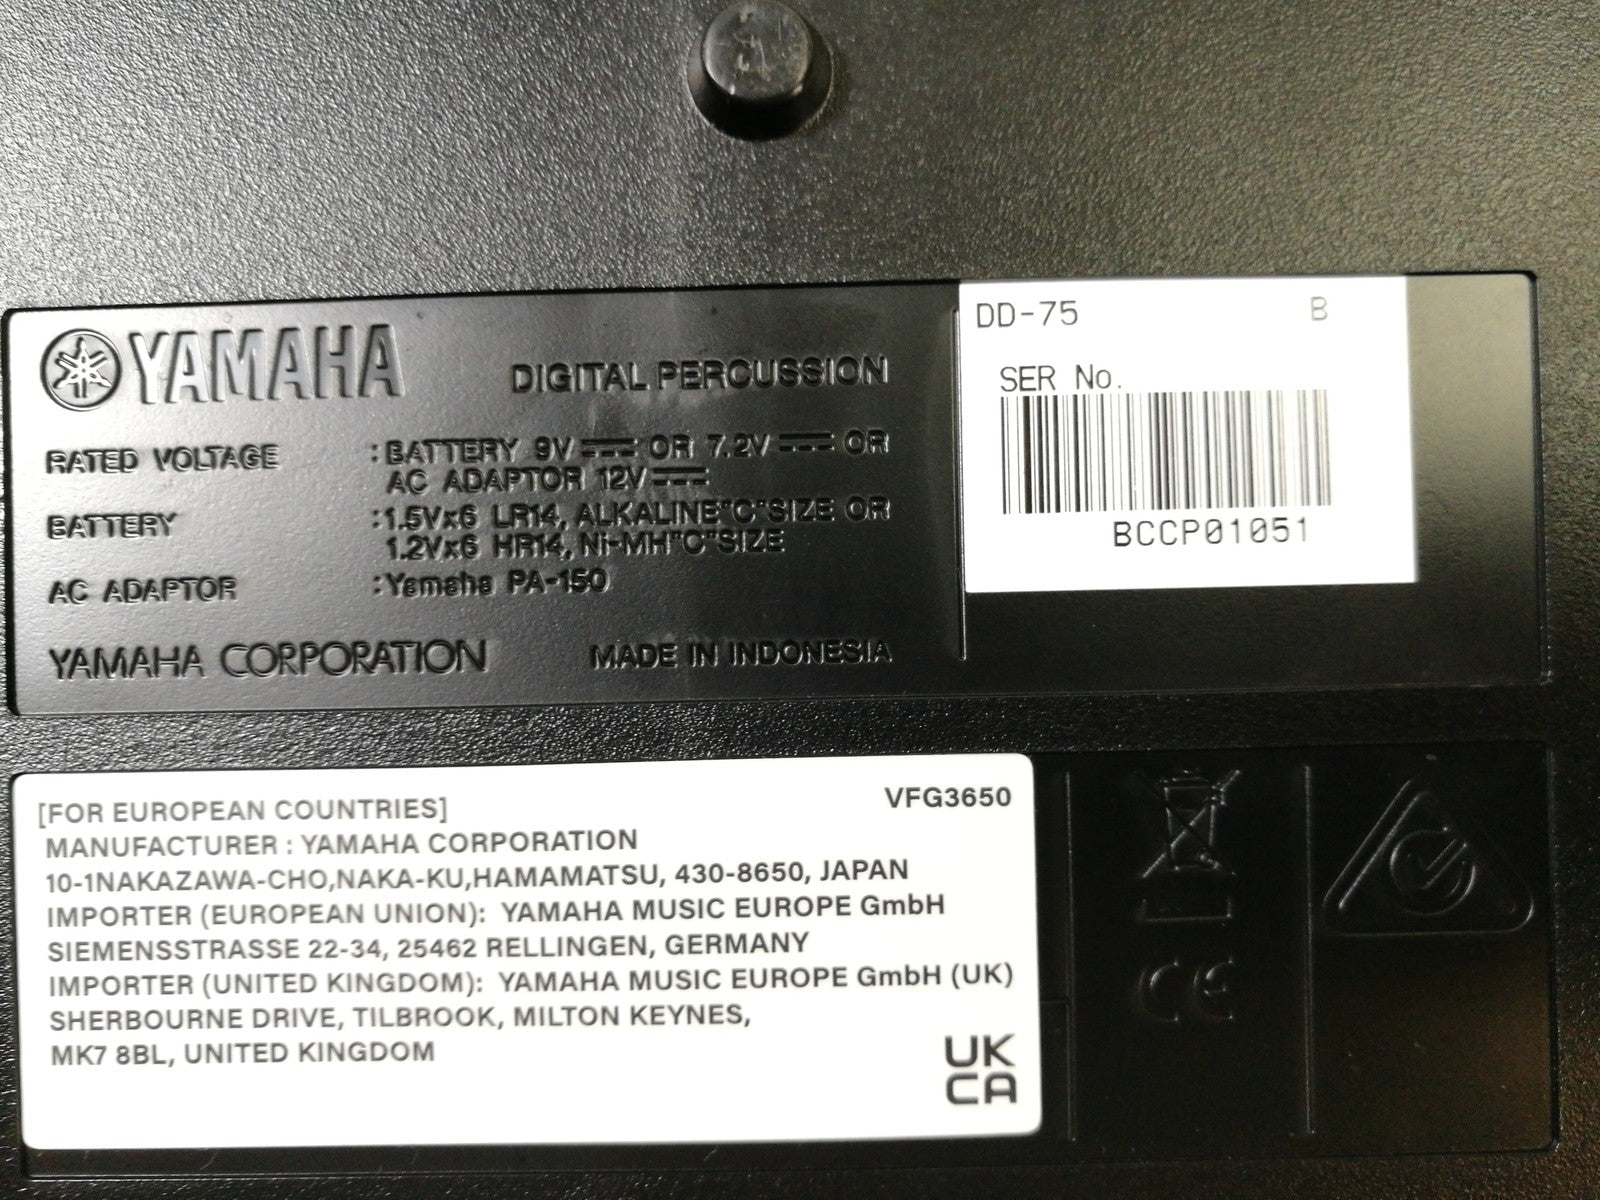 YAMAHA DIGITAL PERCUSSION
RATED VOLTAGE : BATTERY 9V OR 7.2V OR
AC ADAPTOR 12V
BATTERY : 1.5Vx6 LR14, ALKALINE"C"SIZE OR
1.2Vx6 HR14, Ni-MH"C"SIZE
AC ADAPTOR : Yamaha PA-150
YAMAHA CORPORATION MADE IN INDONESIA
DD-75 B
SER No.
BCCP01051
[FOR EUROPEAN COUNTRIES] VFG3650
MANUFACTURER : YAMAHA CORPORATION
10-1NAKAZAWA-CHO,NAKA-KU,HAMAMATSU, 430-8650, JAPAN
IMPORTER (EUROPEAN UNION): YAMAHA MUSIC EUROPE GmbH
SIEMENSSTRASSE 22-34, 25462 RELLINGEN, GERMANY
IMPORTER (UNITED KINGDOM): YAMAHA MUSIC EUROPE GmbH (UK)
SHERBOURNE DRIVE, TILBROOK, MILTON KEYNES,
MK7 8BL, UNITED KINGDOM
UK
CA
CE